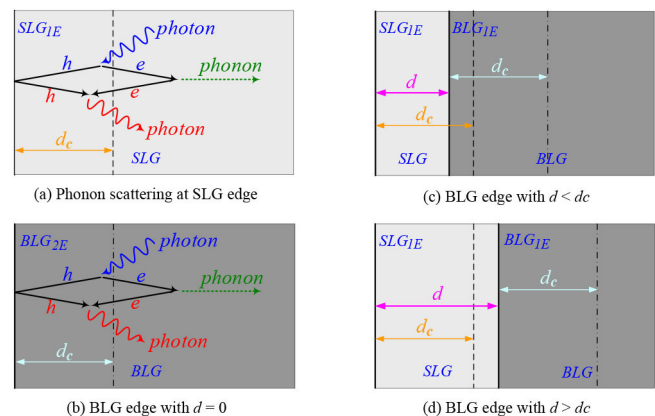 SLG1E
photon
h
e
phonon
h
e
photon
dc
SLG
(a) Phonon scattering at SLG edge
BLG2E
photon
h
e
phonon
h
e
photon
dc
BLG
(b) BLG edge with d = 0
SLG1E
BLG1E
dc
d
dc
SLG
BLG
(c) BLG edge with d < dc
SLG1E
BLG1E
dc
d
dc
SLG
BLG
(d) BLG edge with d > dc